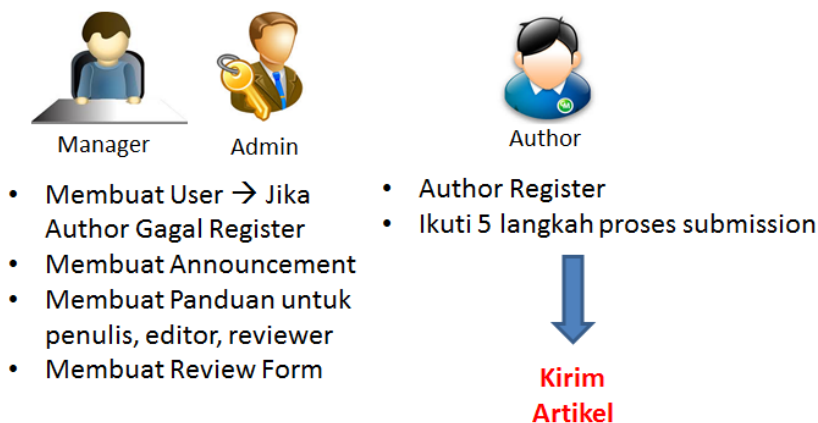 Manager
Admin
• Membuat User → Jika
Author Gagal Register
• Membuat Announcement
• Membuat Panduan untuk
penulis, editor, reviewer
• Membuat Review Form
Author
• Author Register
• Ikuti 5 langkah proses submission
Kirim
Artikel